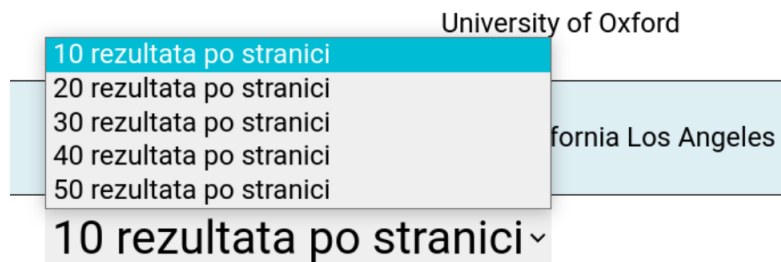 University of Oxford
10 rezultata po stranici
20 rezultata po stranici
30 rezultata po stranici
fornia Los Angeles
40 rezultata po stranici
50 rezultata po stranici
10 rezultata po stranici